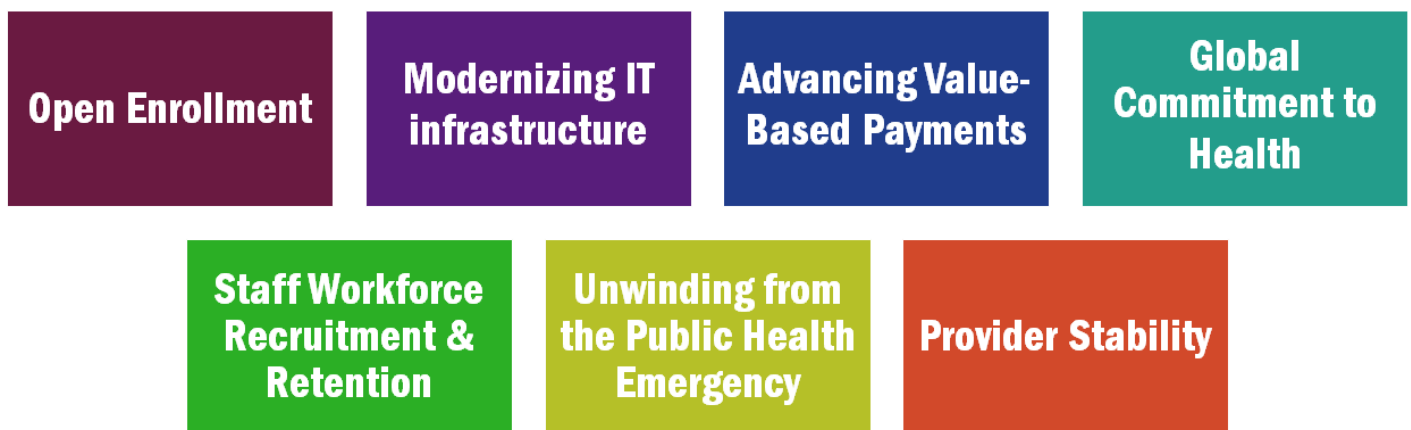 Open Enrollment
Modernizing IT
infrastructure
Advancing Value-
Based Payments
Global
Commitment to
Health
Staff Workforce
Recruitment &
Retention
Unwinding from
the Public Health
Emergency
Provider Stability